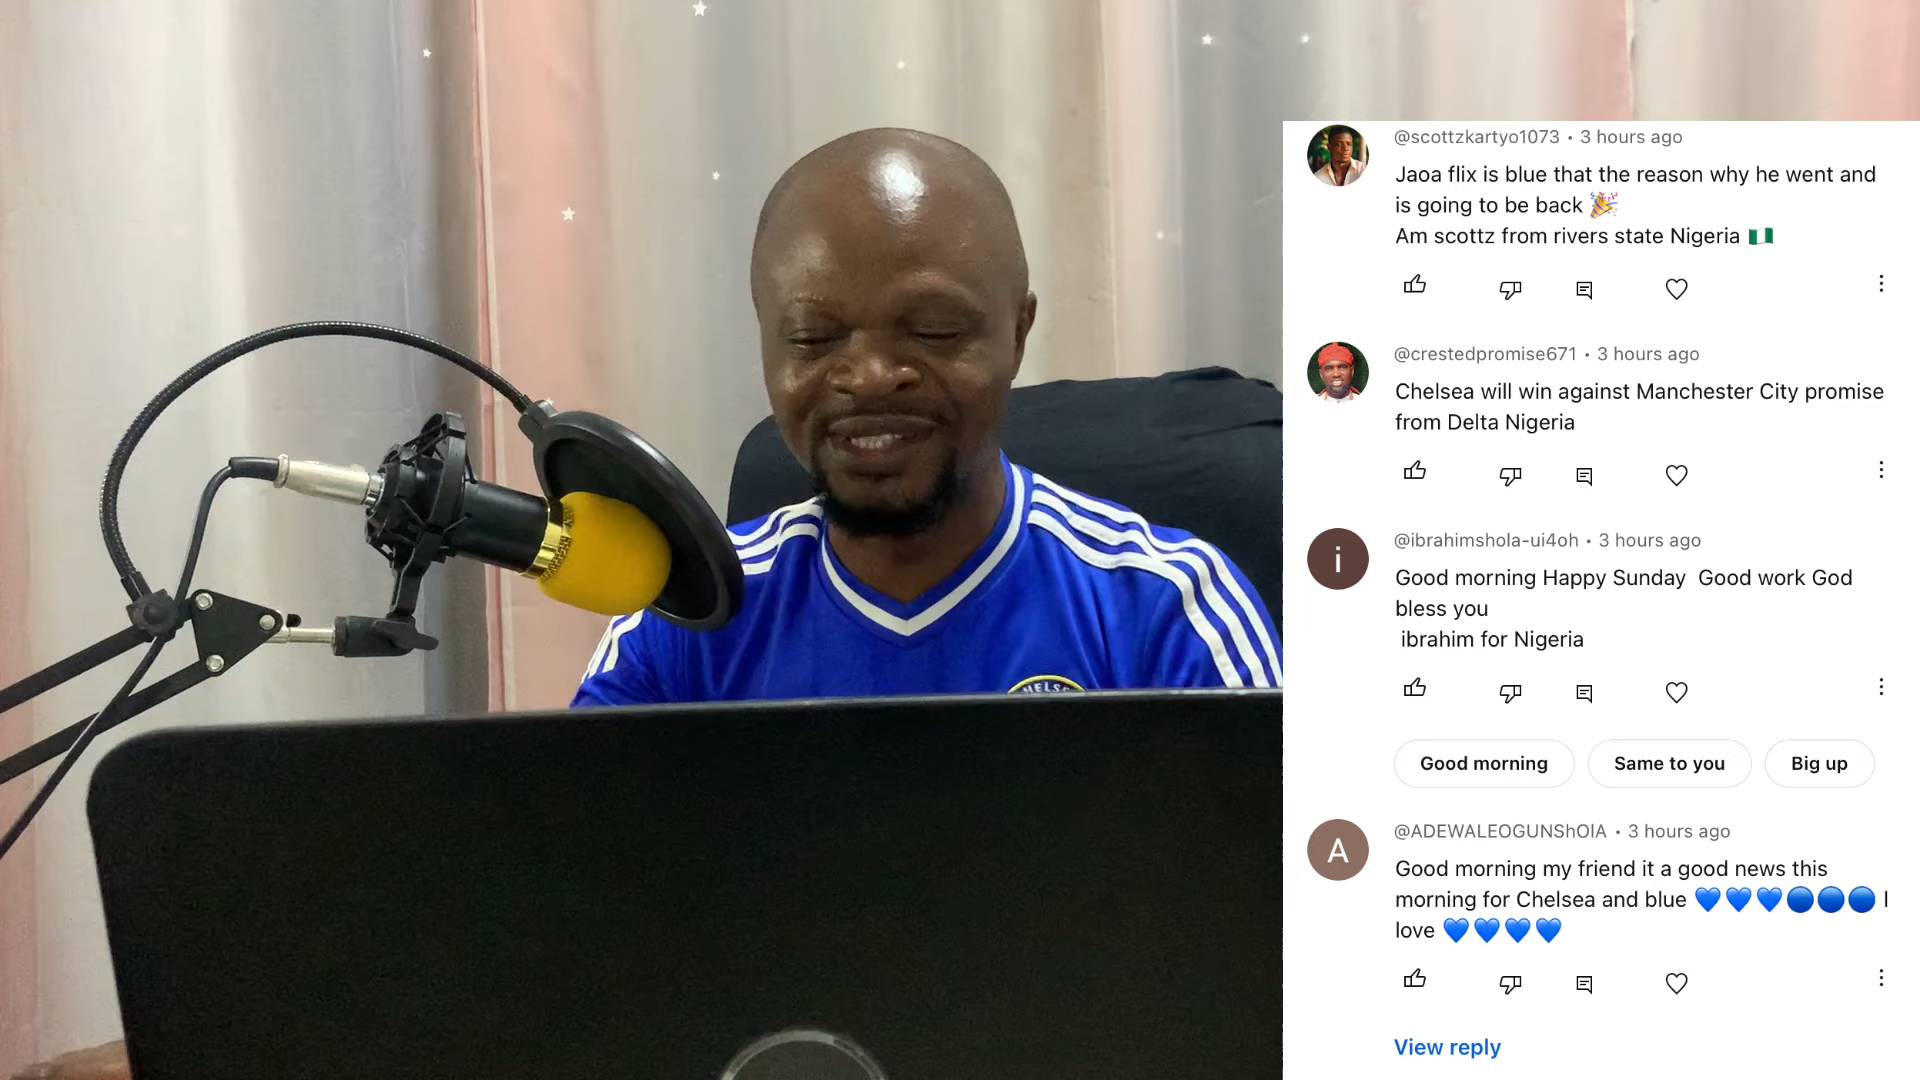 @scottzkartyo1073 • 3 hours ago
Jaoa flix is blue that the reason why he went and
is going to be back 🎉
Am scottz from rivers state Nigeria 🇳🇬
@crestedpromise671 • 3 hours ago
Chelsea will win against Manchester City promise
from Delta Nigeria
i
@ibrahimshola-ui4oh • 3 hours ago
Good morning Happy Sunday  Good work God
bless you
ibrahim for Nigeria
Good morning
Same to you
Big up
A
@ADEWALEOGUNShOlA • 3 hours ago
Good morning my friend it a good news this
morning for Chelsea and blue 💙💙💙🔵🔵🔵 I
love 💙💙💙💙
View reply